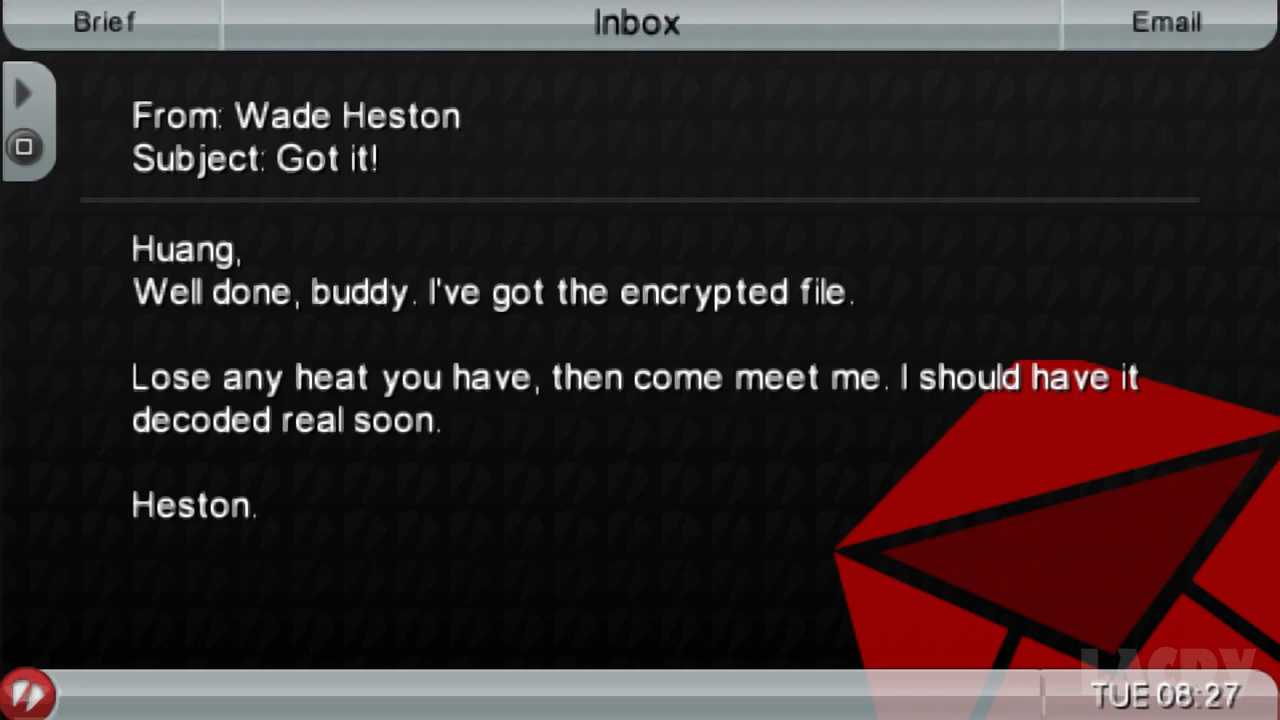 Brief
Inbox
Email
From: Wade Heston
Subject: Got it!
Huang,
Well done, buddy. I've got the encrypted file.
Lose any heat you have, then come meet me. I should have it
decoded real soon.
Heston.
LACRY
TUE 08:27